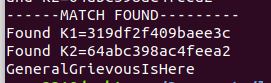 ------MATCH FOUND---------
Found K1=319df2f409baee3c
Found K2=64abc398ac4feea2
GeneralGrievousIsHere